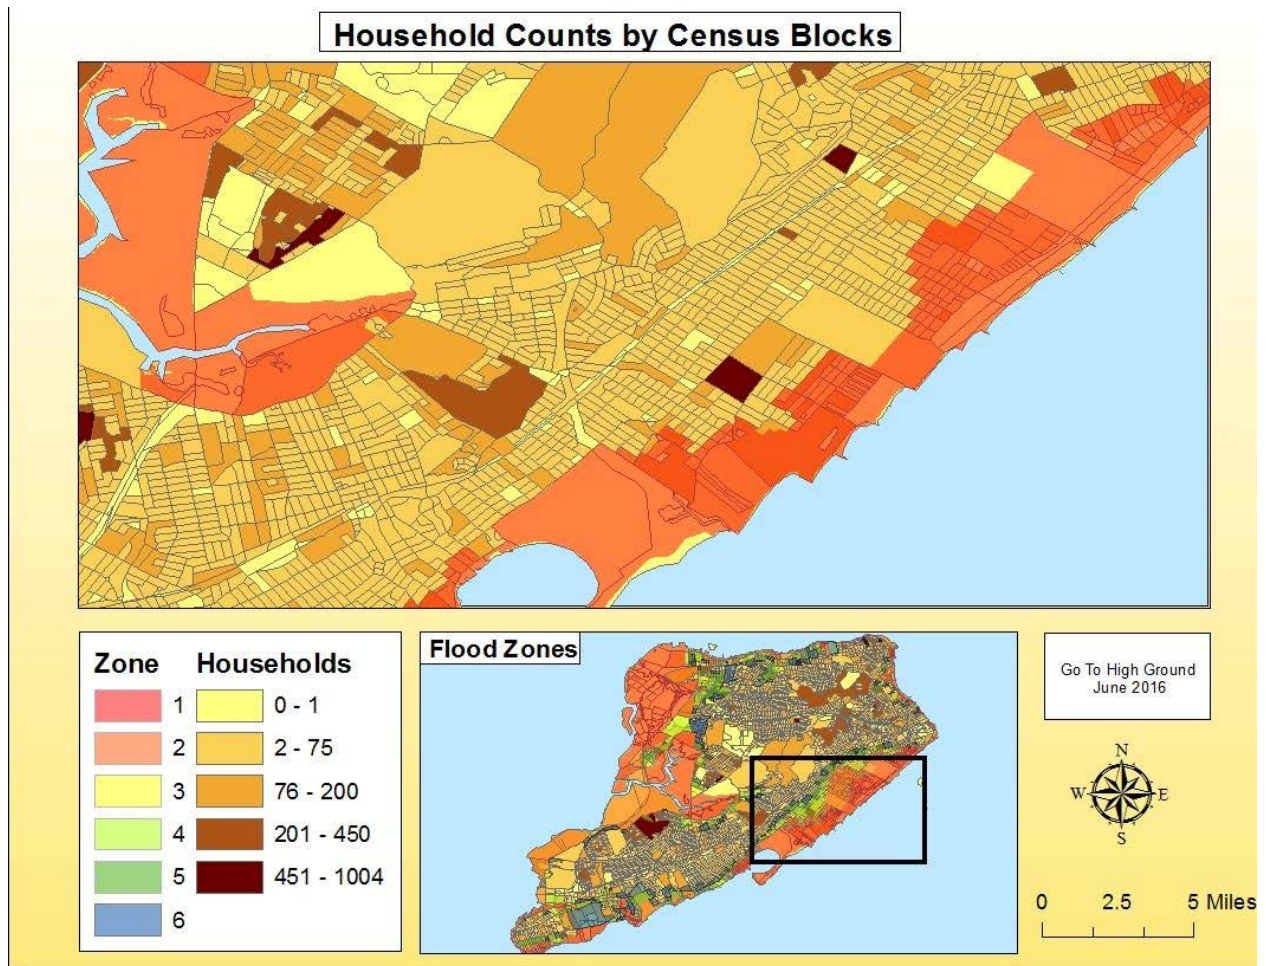 Household Counts by Census Blocks
Zone Households
1 0 - 1
2 2 - 75
3 76 - 200
4 201 - 450
5 451 - 1004
6
Flood Zones
Go To High Ground
June 2016
N
W E
S
0 2.5 5 Miles